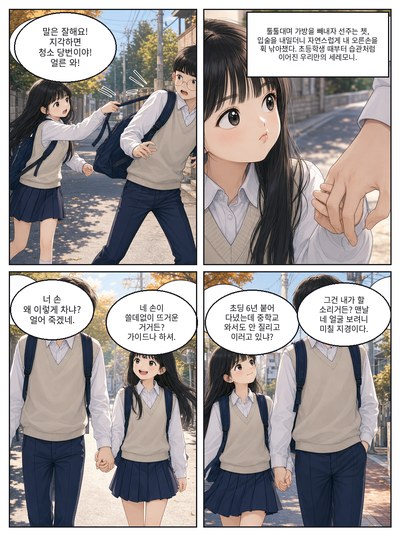 말은 잘해요!
지각하면
청소 당번이야!
얼른 와!
툴툴대며 가방을 빼내자 선주는 쳇,
입술을 내밀더니 자연스럽게 내 오른손을
휙 낚아챘다. 초등학생 때부터 습관처럼
이어진 우리만의 세레모니.
너 손
왜 이렇게 차냐?
얼어 죽겠네.
네 손이
쓸데없이 뜨거운
거거든?
가이드나 하셔.
초딩 6년 붙어
다녔는데 중학교
와서도 안 질리고
이러고 있냐?
그건 내가 할
소리거든? 맨날
네 얼굴 보려니
미칠 지경이다.